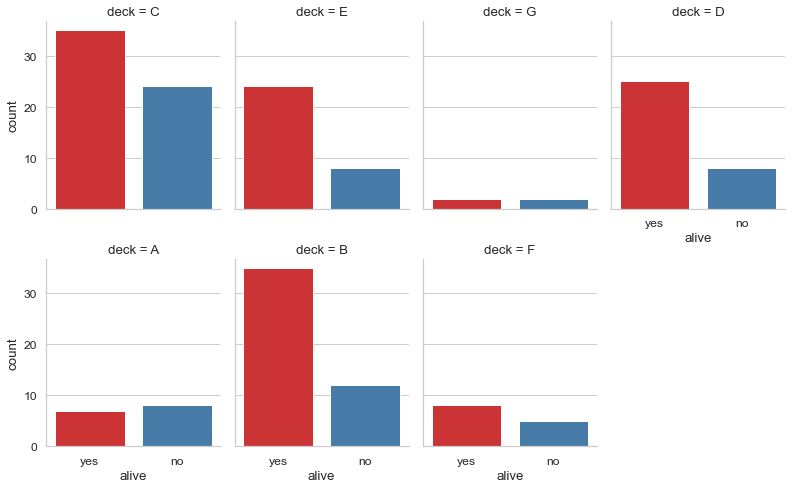 deck = C
deck = E
deck = G
deck = D
count
30
20
10
0
yes
no
alive
deck = A
deck = B
deck = F
count
30
20
10
0
yes
no
alive
yes
no
alive
yes
no
alive